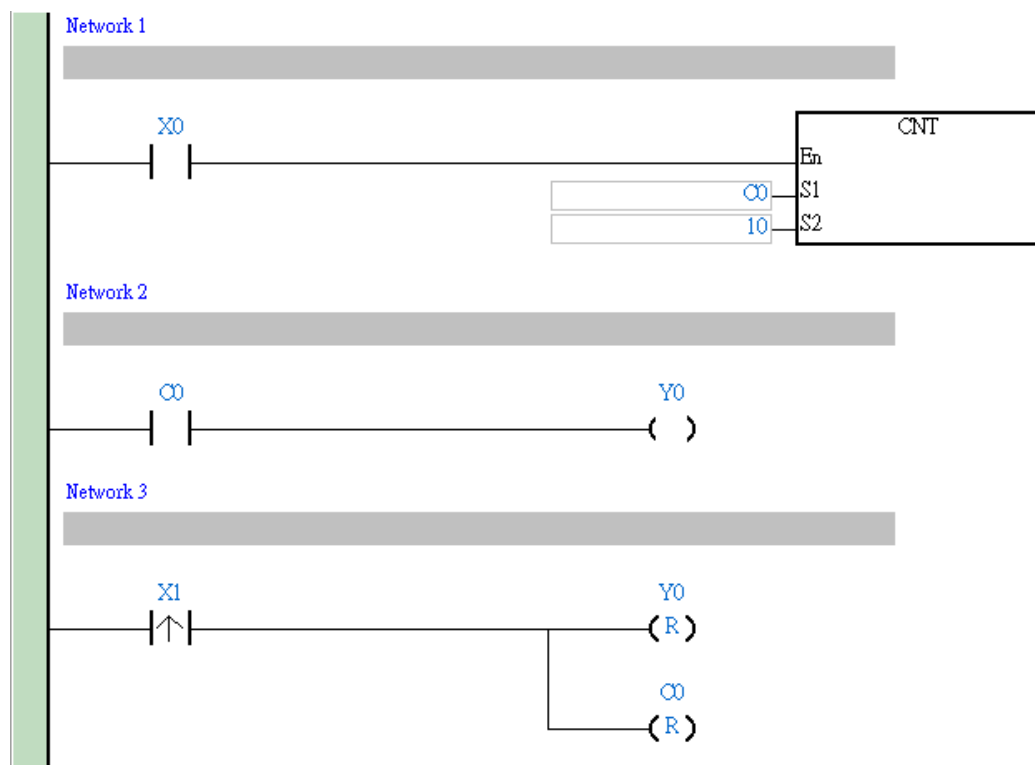 Network 1
X0
CNT
En
C0 S1
10 S2
Network 2
C0 Y0
Network 3
X1 Y0
R
C0
R